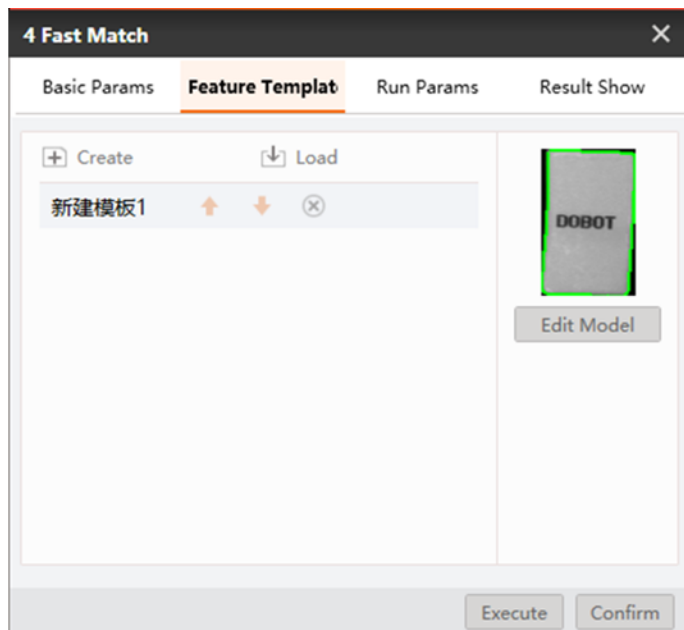 4 Fast Match
Basic Params Feature Templat Run Params Result Show
Create Load
新建模板1
DOBOT
Edit Model
Execute Confirm